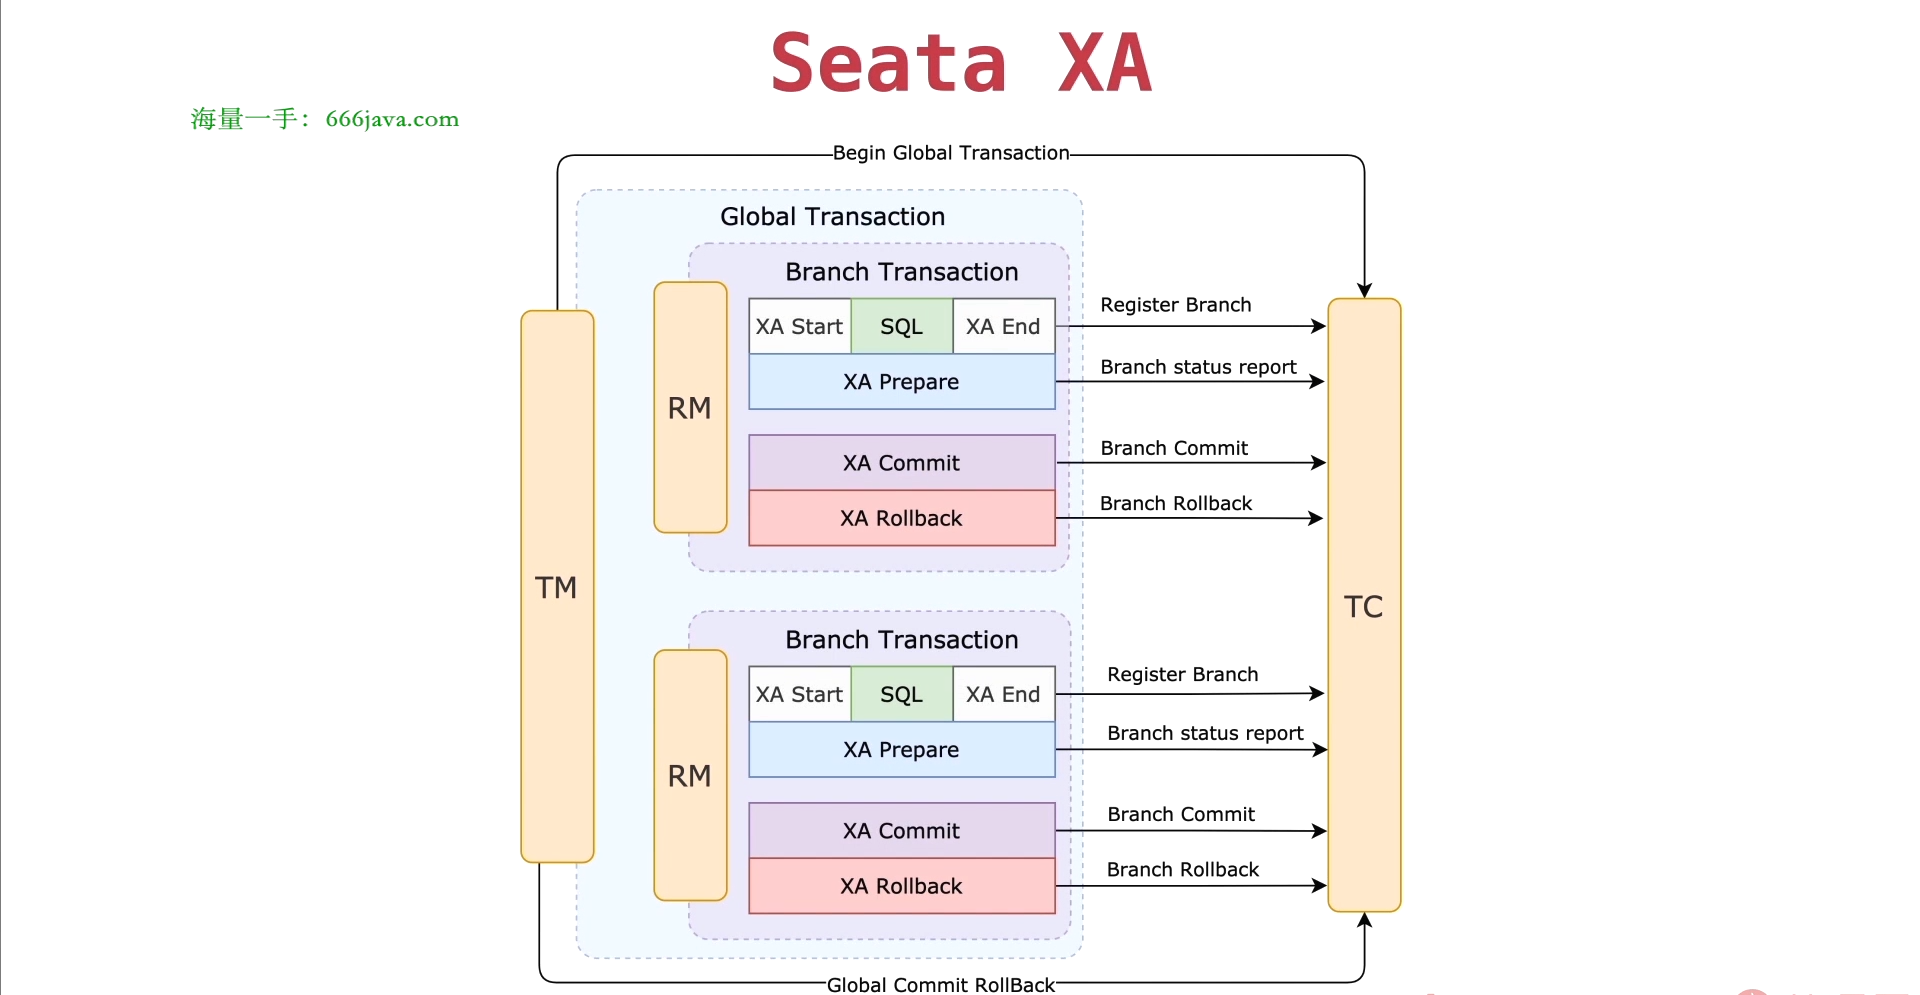 Seata XA
海量一手：666java.com
Begin Global Transaction
Global Transaction
Branch Transaction
XA Start SQL XA End
Register Branch
XA Prepare
Branch status report
RM
XA Commit
Branch Commit
XA Rollback
Branch Rollback
TM
TC
Branch Transaction
XA Start SQL XA End
Register Branch
XA Prepare
Branch status report
RM
XA Commit
Branch Commit
XA Rollback
Branch Rollback
Global Commit RollBack